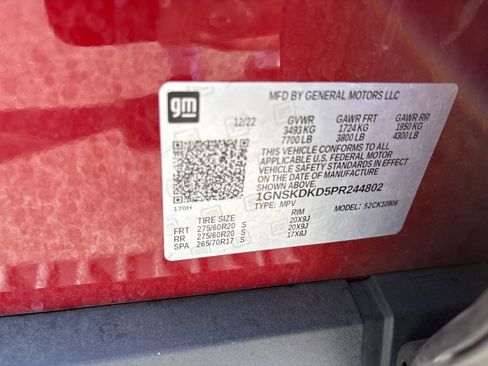 gm
MFD BY GENERAL MOTORS LLC
12/22 GVWR GAWR FRT GAWR RR
3493 KG 1724 KG 1950 KG
7700 LB 3800 LB 4300 LB
THIS VEHICLE CONFORMS TO ALL
APPLICABLE U.S. FEDERAL MOTOR
VEHICLE SAFETY STANDARDS IN EFFECT
ON THE DATE OF MANUFACTURE
SHOWN ABOVE.
1GNSKDKD5PR244802
170H TYPE: MPV MODEL: 52CK10906
TIRE SIZE RIM
FRT 275/60R20 S 20X9J
RR 275/60R20 S 20X9J
SPA 265/70R17 S 17X8J